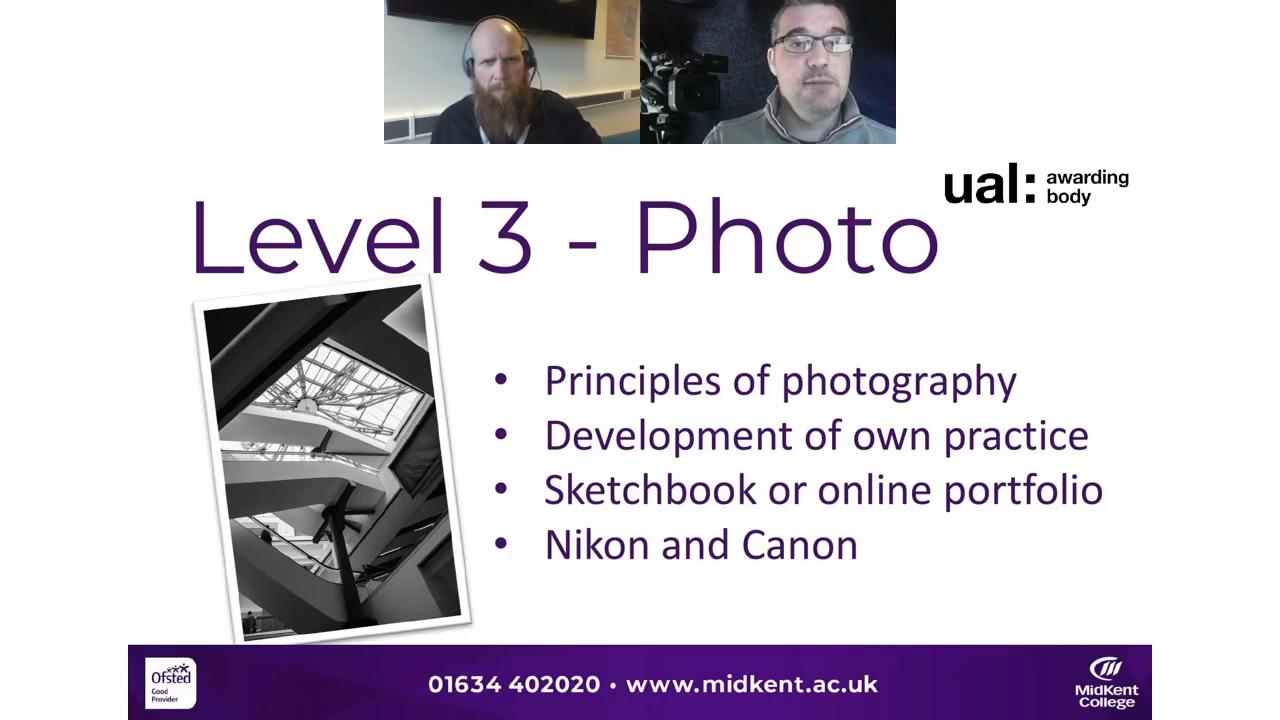 ual: awarding
body
Level 3 - Photo
• Principles of photography
• Development of own practice
• Sketchbook or online portfolio
• Nikon and Canon
Ofsted
Good
Provider
01634 402020 • www.midkent.ac.uk
MIDKENT
COLLEGE